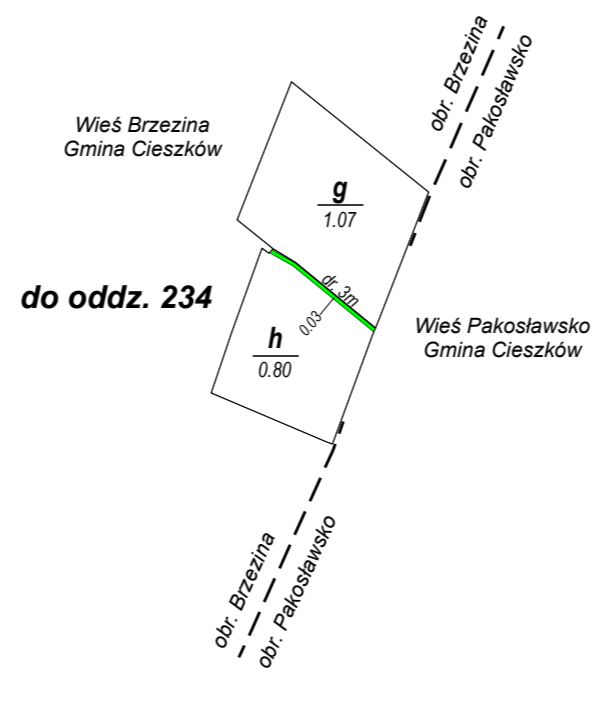 obr. Brzezina
obr. Pakosławsko
Wieś Brzezina
Gmina Cieszków
g
1.07
dr. 3m
0.03
do oddz. 234
h
0.80
Wieś Pakosławsko
Gmina Cieszków
obr. Brzezina
obr. Pakosławsko